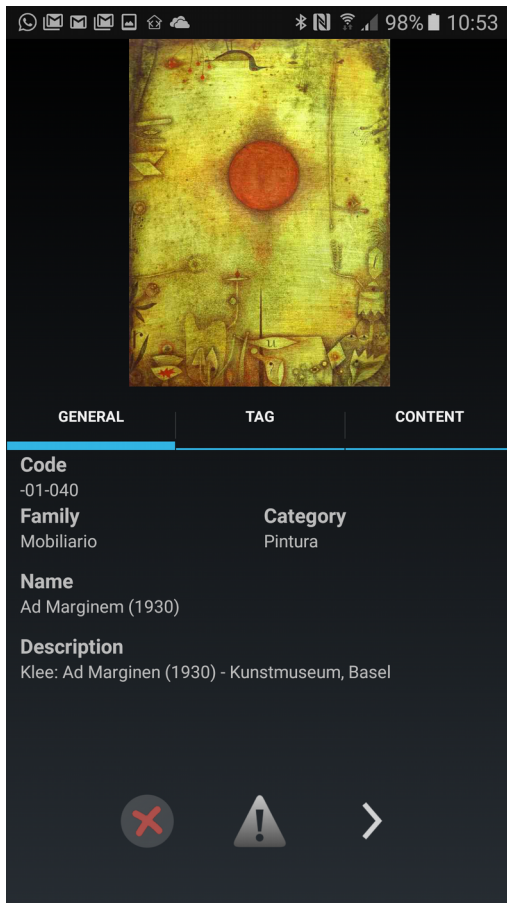 98% 10:53
GENERAL TAG CONTENT
Code
-01-040
Family Category
Mobiliario Pintura
Name
Ad Marginem (1930)
Description
Klee: Ad Marginen (1930) - Kunstmuseum, Basel